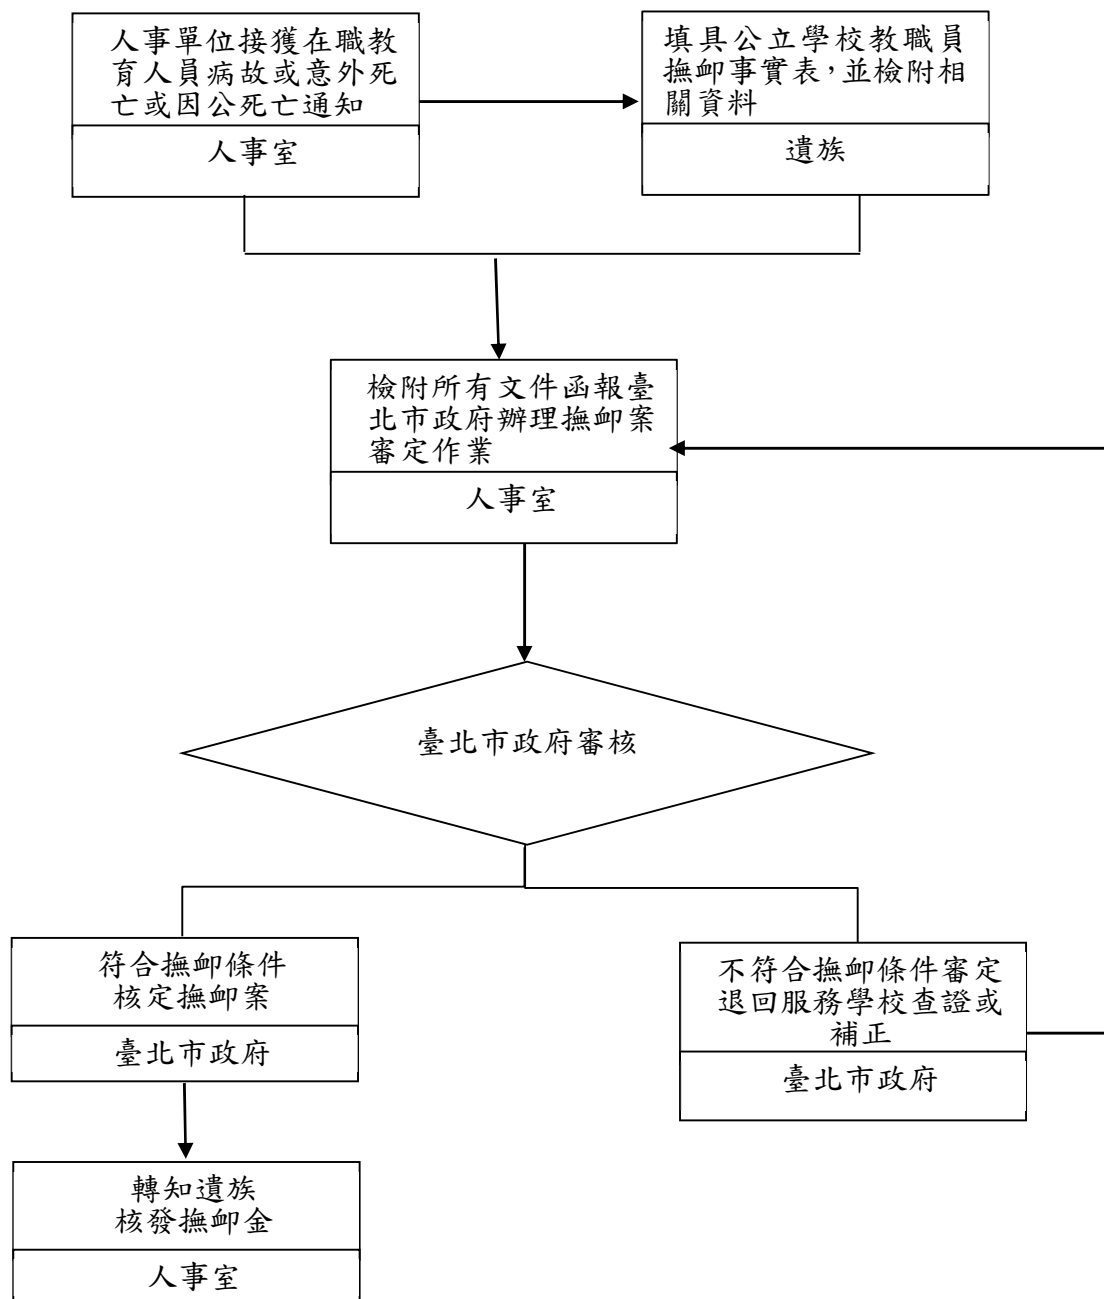 人事單位接獲在職教
育人員病故或意外死
亡或因公死亡通知
人事室
填具公立學校教職員
撫卹事實表，並檢附相
關資料
遺族
檢附所有文件函報臺
北市政府辦理撫卹案
審定作業
人事室
臺北市政府審核
符合撫卹條件
核定撫卹案
臺北市政府
不符合撫卹條件審定
退回服務學校查證或
補正
臺北市政府
轉知遺族
核發撫卹金
人事室